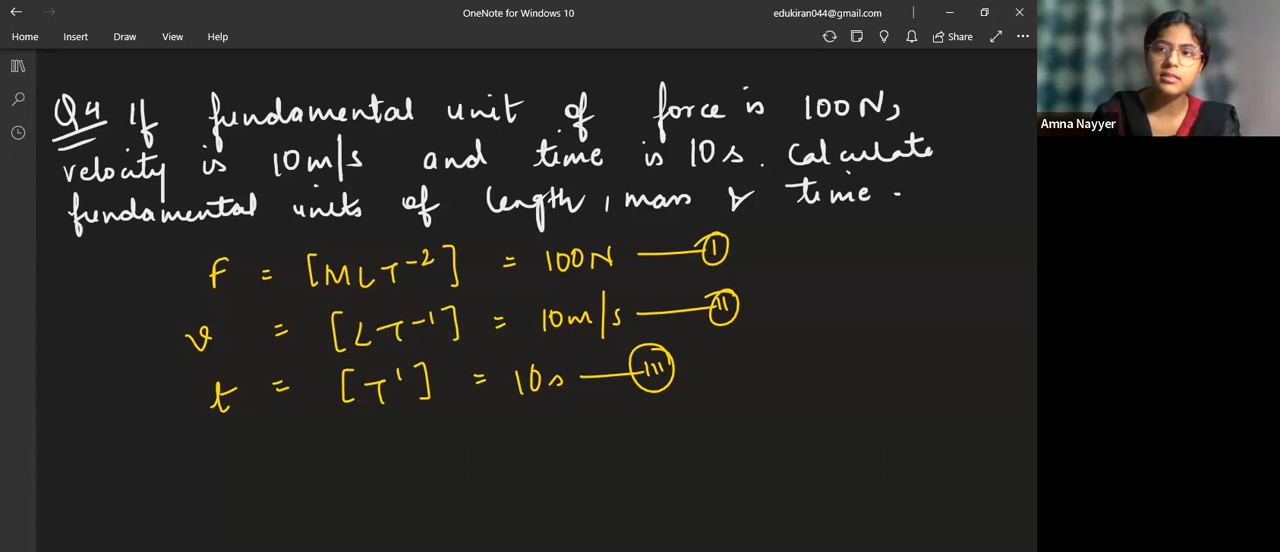 OneNote for Windows 10
edukiran044@gmail.com
Home Insert Draw View Help
Share
Q4 If fundamental unit of force is 100N,
velocity is 10m/s and time is 10s. Calculate
fundamental units of length, mass & time.
F = [MLT⁻²] = 100N — (I)
v = [LT⁻¹] = 10m/s — (II)
t = [T¹] = 10s — (III)
Amna Nayyer